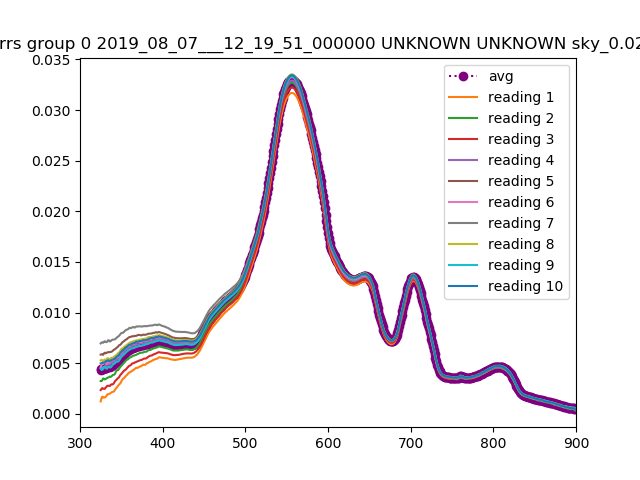 rrs group 0 2019_08_07___12_19_51_000000 UNKNOWN UNKNOWN sky_0.02
avg
reading 1
reading 2
reading 3
reading 4
reading 5
reading 6
reading 7
reading 8
reading 9
reading 10
0.035
0.030
0.025
0.020
0.015
0.010
0.005
0.000
300 400 500 600 700 800 900